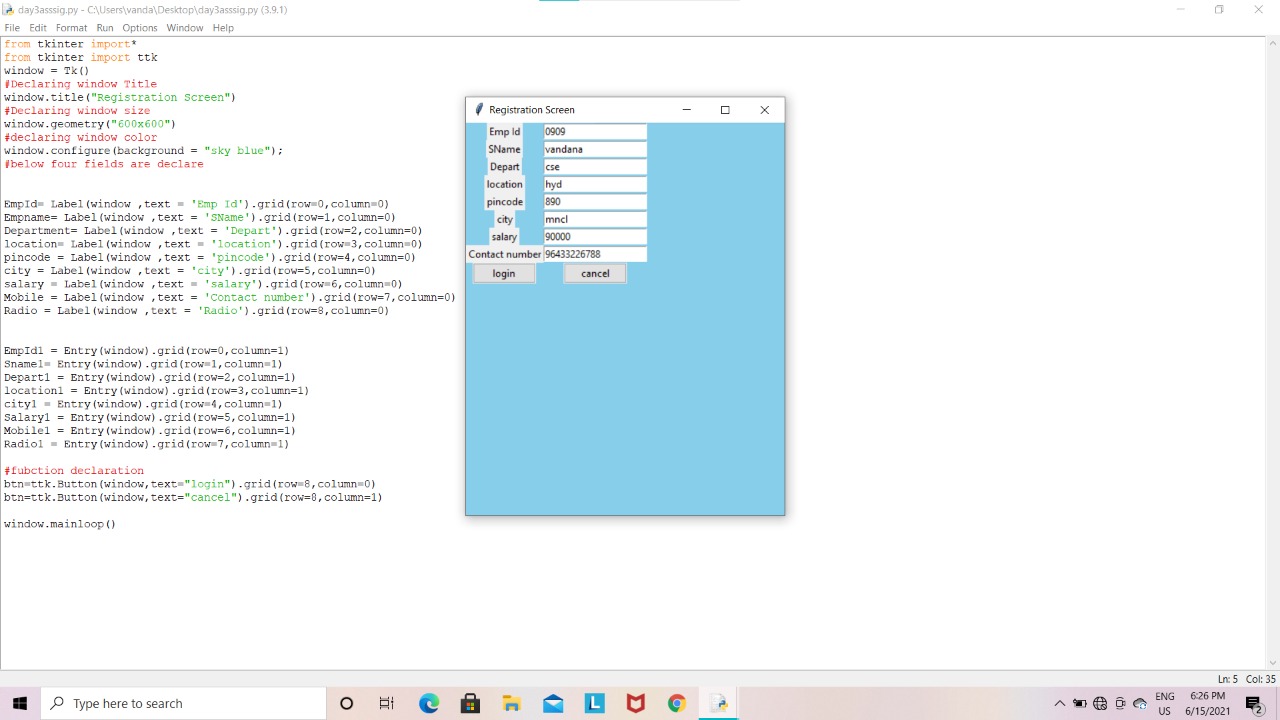 day3asssig.py - C:\Users\vanda\Desktop\day3asssig.py (3.9.1)
File Edit Format Run Options Window Help
from tkinter import*
from tkinter import ttk
window = Tk()
#Declaring window Title
window.title("Registration Screen")
#Declaring window size
window.geometry("600x600")
#declaring window color
window.configure(background = "sky blue");
#below four fields are declare
EmpId= Label(window ,text = 'Emp Id').grid(row=0,column=0)
Empname= Label(window ,text = 'SName').grid(row=1,column=0)
Department= Label(window ,text = 'Depart').grid(row=2,column=0)
location= Label(window ,text = 'location').grid(row=3,column=0)
pincode = Label(window ,text = 'pincode').grid(row=4,column=0)
city = Label(window ,text = 'city').grid(row=5,column=0)
salary = Label(window ,text = 'salary').grid(row=6,column=0)
Mobile = Label(window ,text = 'Contact number').grid(row=7,column=0)
Radio = Label(window ,text = 'Radio').grid(row=8,column=0)
EmpId1 = Entry(window).grid(row=0,column=1)
Sname1= Entry(window).grid(row=1,column=1)
Depart1 = Entry(window).grid(row=2,column=1)
location1 = Entry(window).grid(row=3,column=1)
city1 = Entry(window).grid(row=4,column=1)
Salary1 = Entry(window).grid(row=5,column=1)
Mobile1 = Entry(window).grid(row=6,column=1)
Radio1 = Entry(window).grid(row=7,column=1)
#fubction declaration
btn=ttk.Button(window,text="login").grid(row=8,column=0)
btn=ttk.Button(window,text="cancel").grid(row=8,column=1)
window.mainloop()
Registration Screen
Emp Id 0909
SName vandana
Depart cse
location hyd
pincode 890
city mncl
salary 90000
Contact number 96433226788
login cancel
Ln: 5 Col: 35
Type here to search
L
ENG
US
6:26 PM
6/15/2021
2